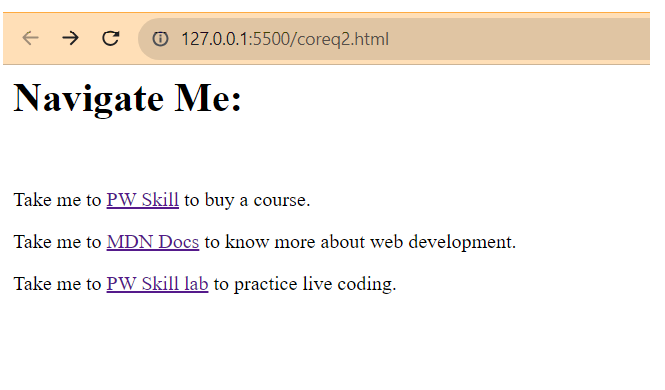 127.0.0.1:5500/coreq2.html
Navigate Me:
Take me to PW Skill to buy a course.
Take me to MDN Docs to know more about web development.
Take me to PW Skill lab to practice live coding.